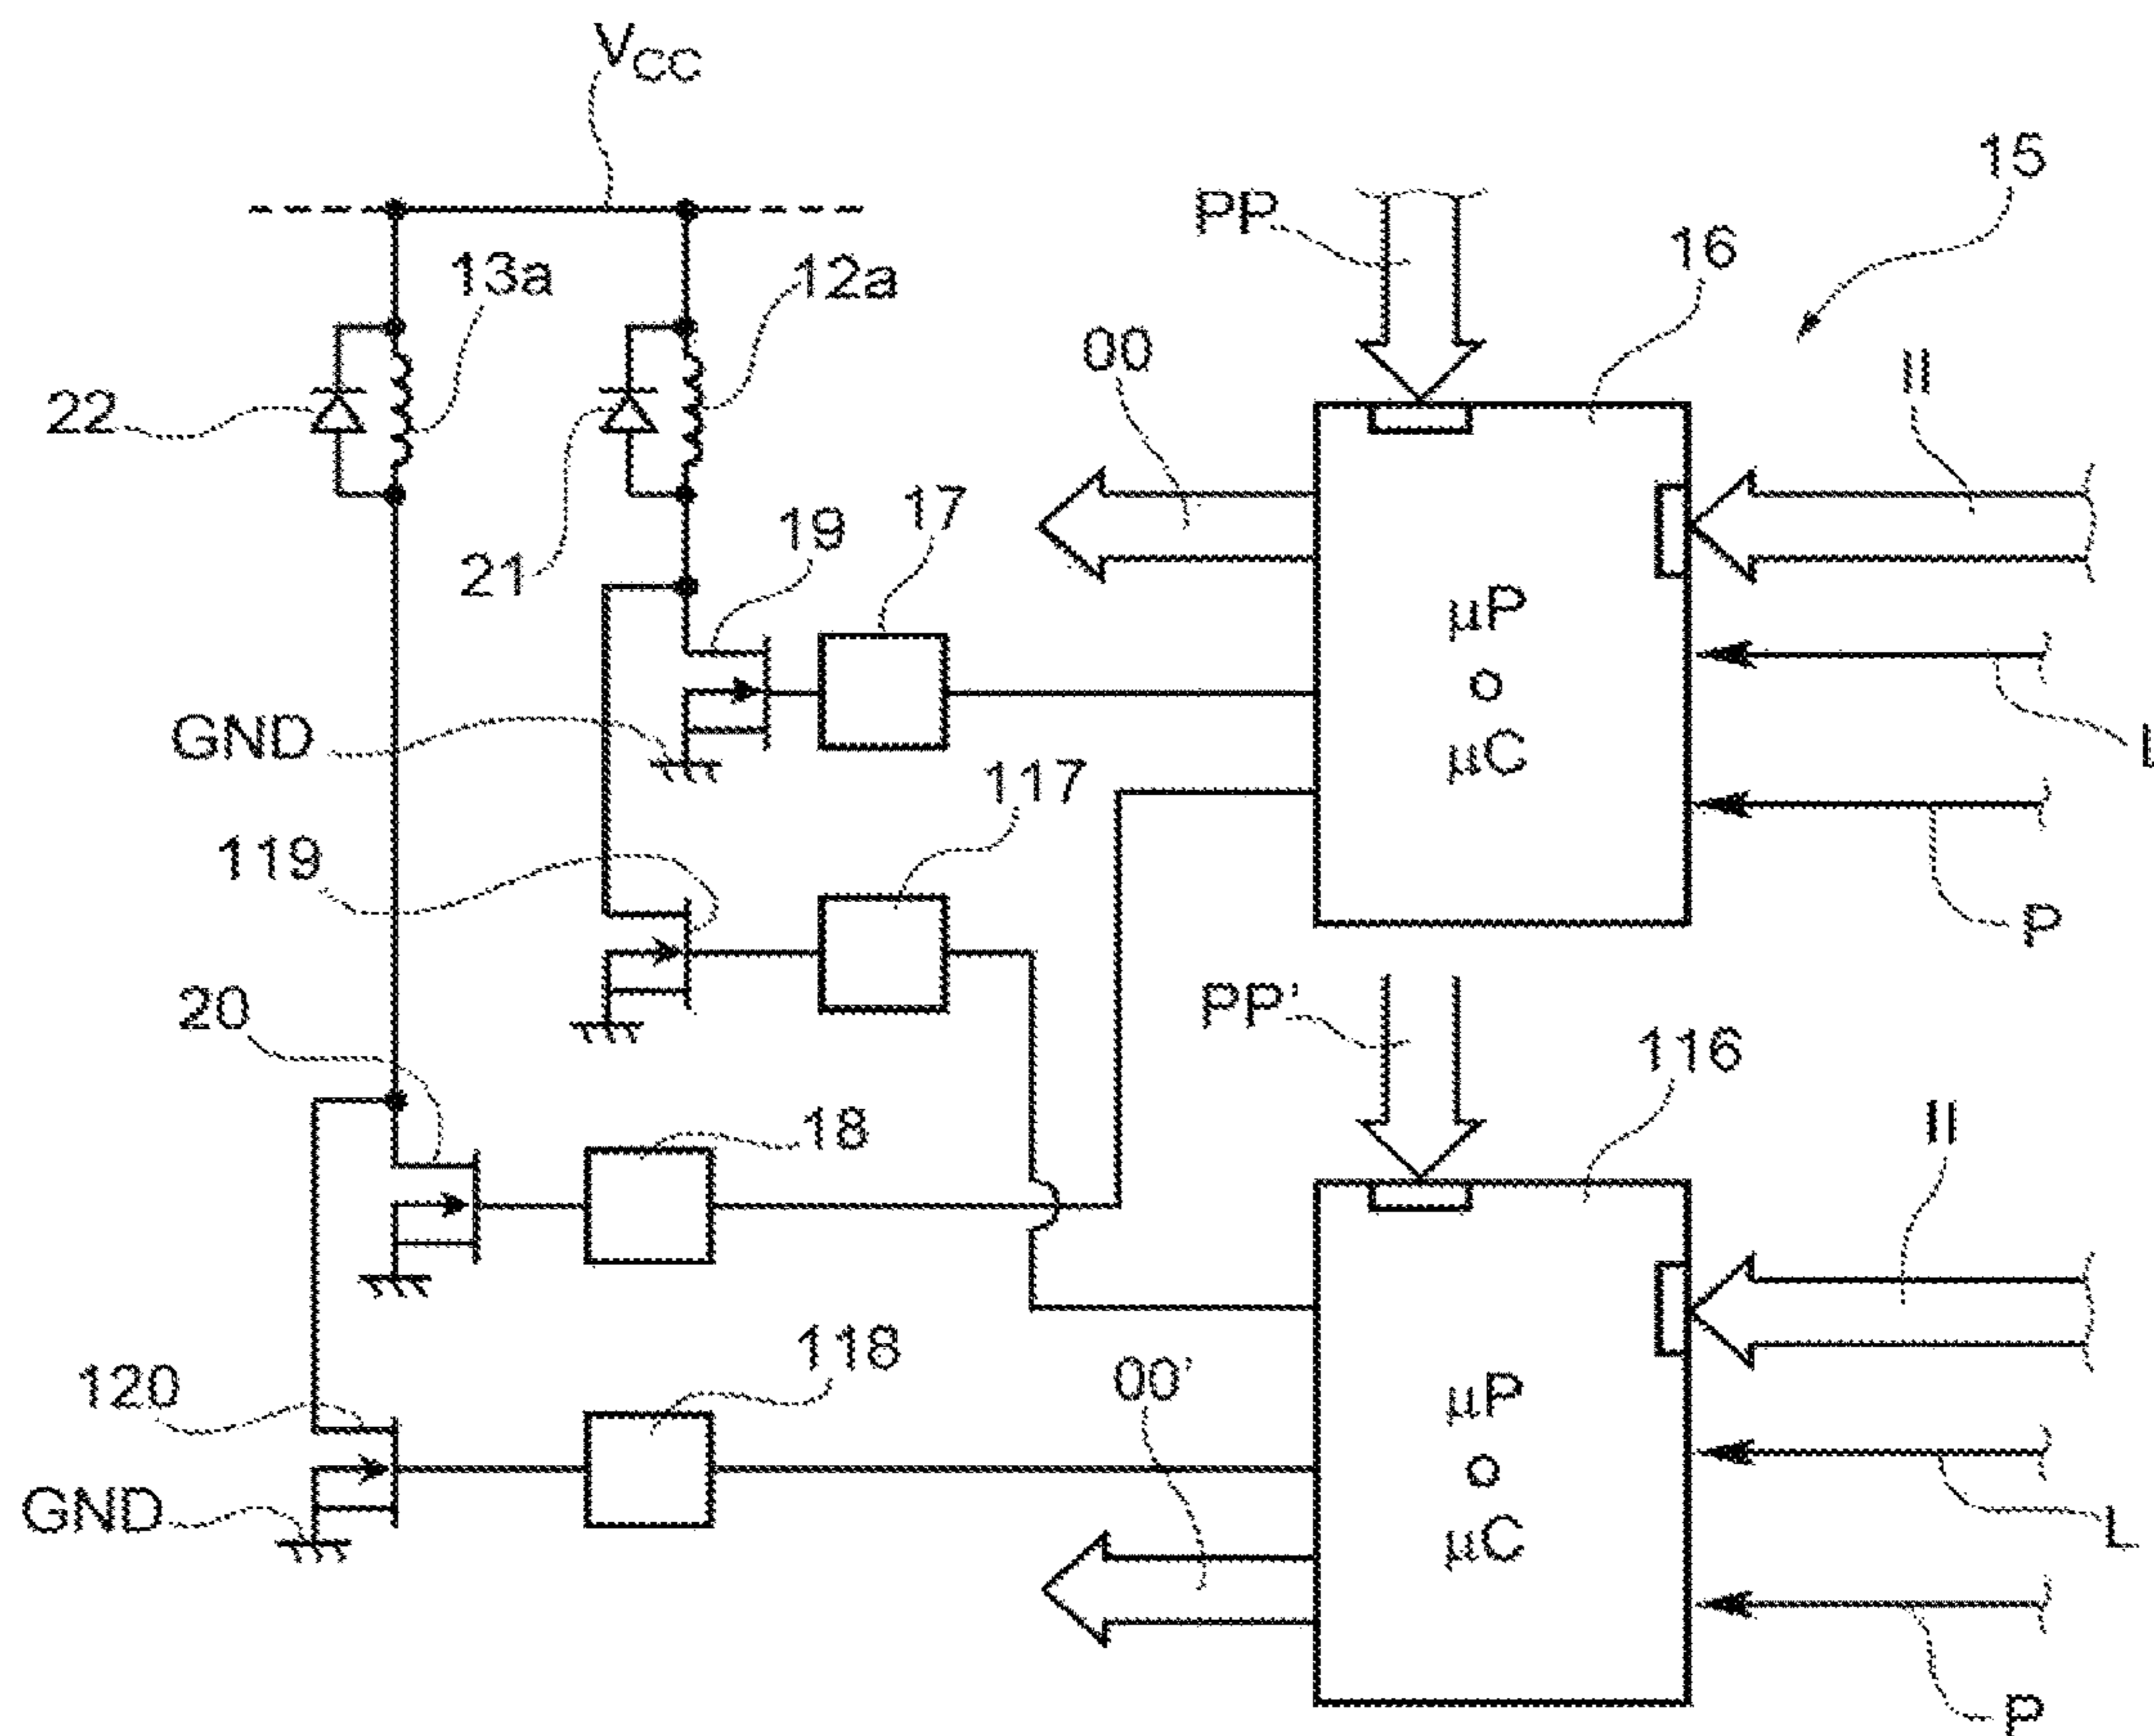 VCC
15
PP
16
13a
12a
00
II
22
17
19
21
μP
o
μC
GND
L
117
119
P
PP'
20
116
II
18
118
00'
120
μP
o
μC
GND
L
P